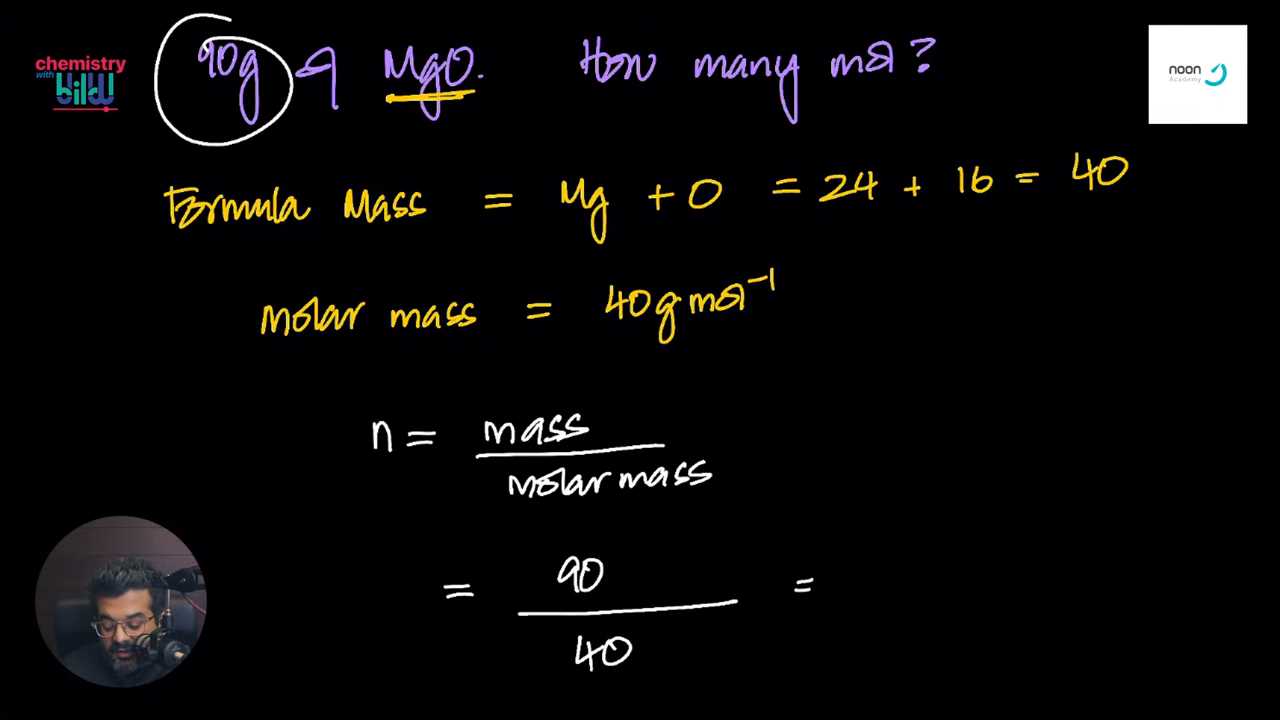 chemistry
with
bildu
90g of MgO. How many mol?
noon
Academy
Formula Mass = Mg + O = 24 + 16 = 40
molar mass = 40g mol⁻¹
n = mass
molar mass
= 90 =
40